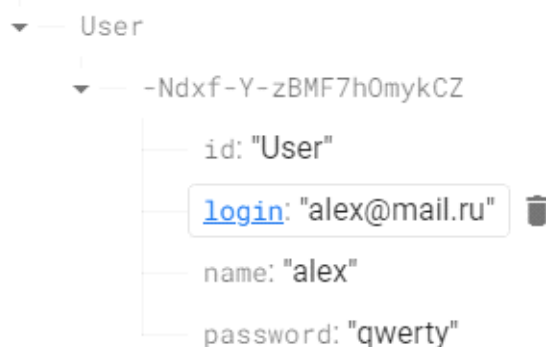 User
-Ndxf-Y-zBMF7hOmykCZ
id: "User"
login: "alex@mail.ru"
name: "alex"
password: "qwerty"